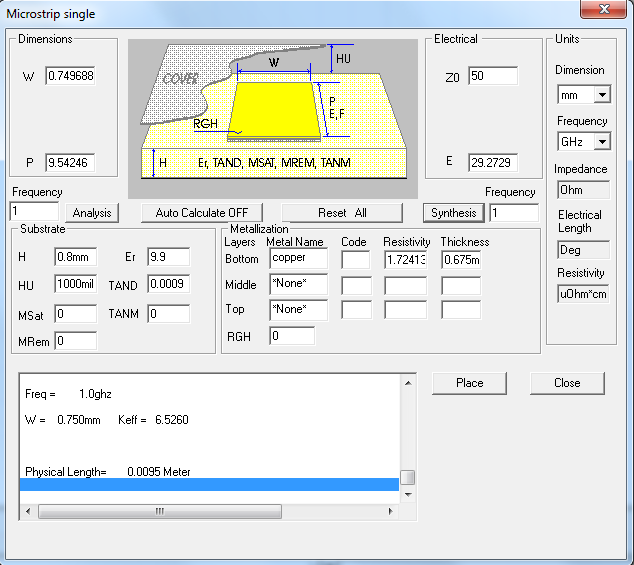 Microstrip single
Dimensions
W 0.749688
P 9.54246
COVER
W
HU
P
E, F
RGH
H Er, TAND, MSAT, MREM, TANM
Electrical
Z0 50
E 29.2729
Units
Dimension
mm
Frequency
GHz
Impedance
Ohm
Electrical
Length
Deg
Resistivity
uOhm*cm
Frequency
1 Analysis Auto Calculate OFF Reset All Synthesis
Frequency
1
Substrate
H 0.8mm Er 9.9
HU 1000mil TAND 0.0009
MSat 0 TANM 0
MRem 0
Metallization
Layers Metal Name Code Resistivity Thickness
Bottom copper 1.72413 0.675m
Middle *None*
Top *None*
RGH 0
Freq = 1.0ghz
W = 0.750mm Keff = 6.5260
Physical Length= 0.0095 Meter
Place Close